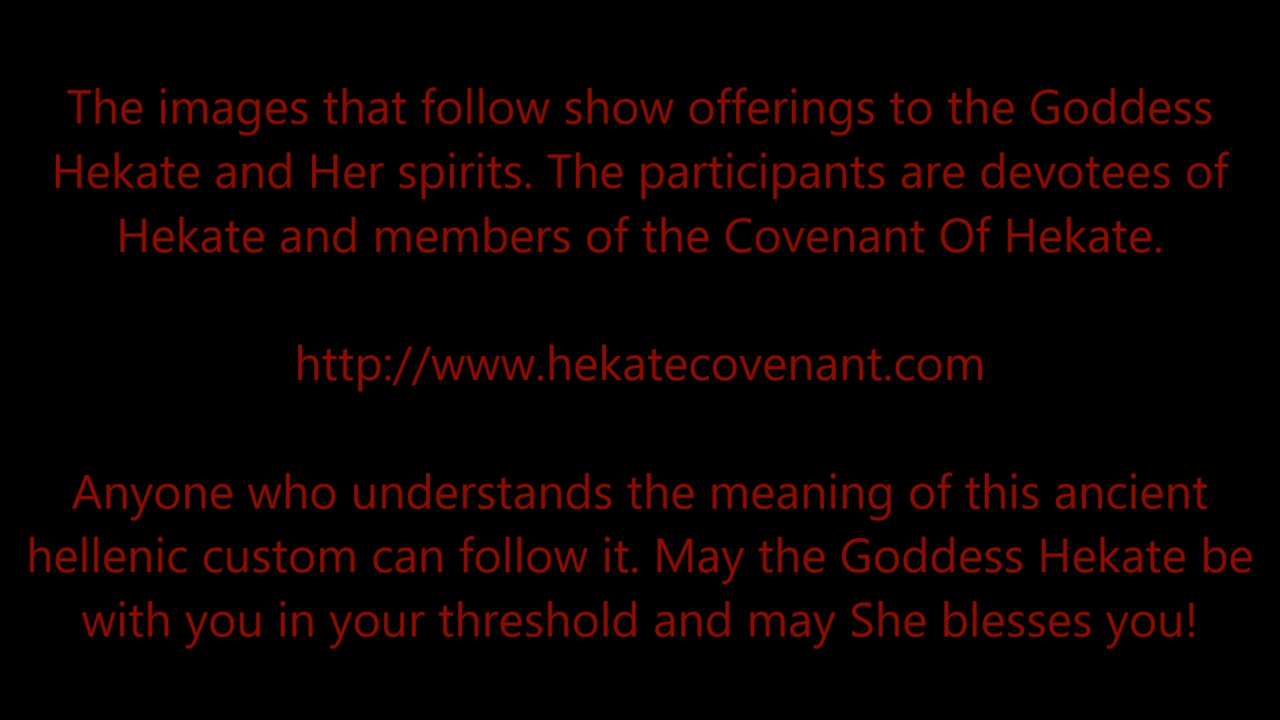 The images that follow show offerings to the Goddess
Hekate and Her spirits. The participants are devotees of
Hekate and members of the Covenant Of Hekate.
http://www.hekatecovenant.com
Anyone who understands the meaning of this ancient
hellenic custom can follow it. May the Goddess Hekate be
with you in your threshold and may She blesses you!